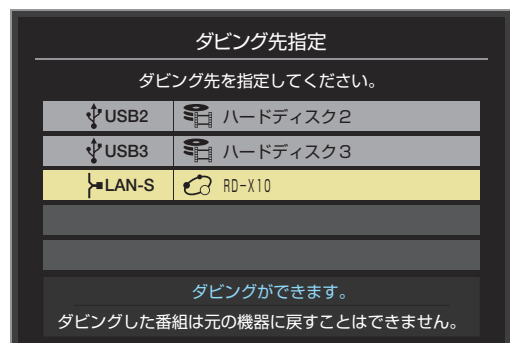 ダビング先指定
ダビング先を指定してください。
USB2 ハードディスク2
USB3 ハードディスク3
LAN-S RD-X10
ダビングができます。
ダビングした番組は元の機器に戻すことはできません。